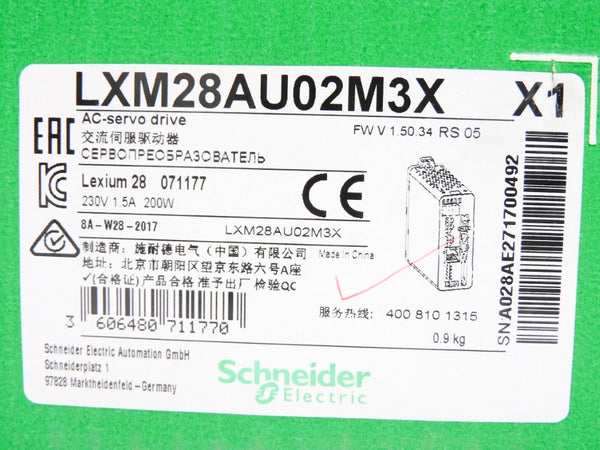 LXM28AU02M3X X1
AC-servo drive
FW V 1.50.34 RS 05
交流伺服驱动器
СЕРВОПРЕОБРАЗОВАТЕЛЬ
EAC
Lexium 28 071177
230V 1.5A 200W
CE
8A-W28-2017
LXM28AU02M3X
制造商: 施耐德电气(中国)有限公司
Made in China
地址: 北京市朝阳区望京东路六号A座
✓(合格证)产品合格 准予出厂 检验QC
服务热线: 400 810 1315
0.9 kg
3 606480 711770
SNA028AE271700492
Schneider Electric Automation GmbH
Schneiderplatz 1
97828 Marktheidenfeld-Germany
Schneider
Electric